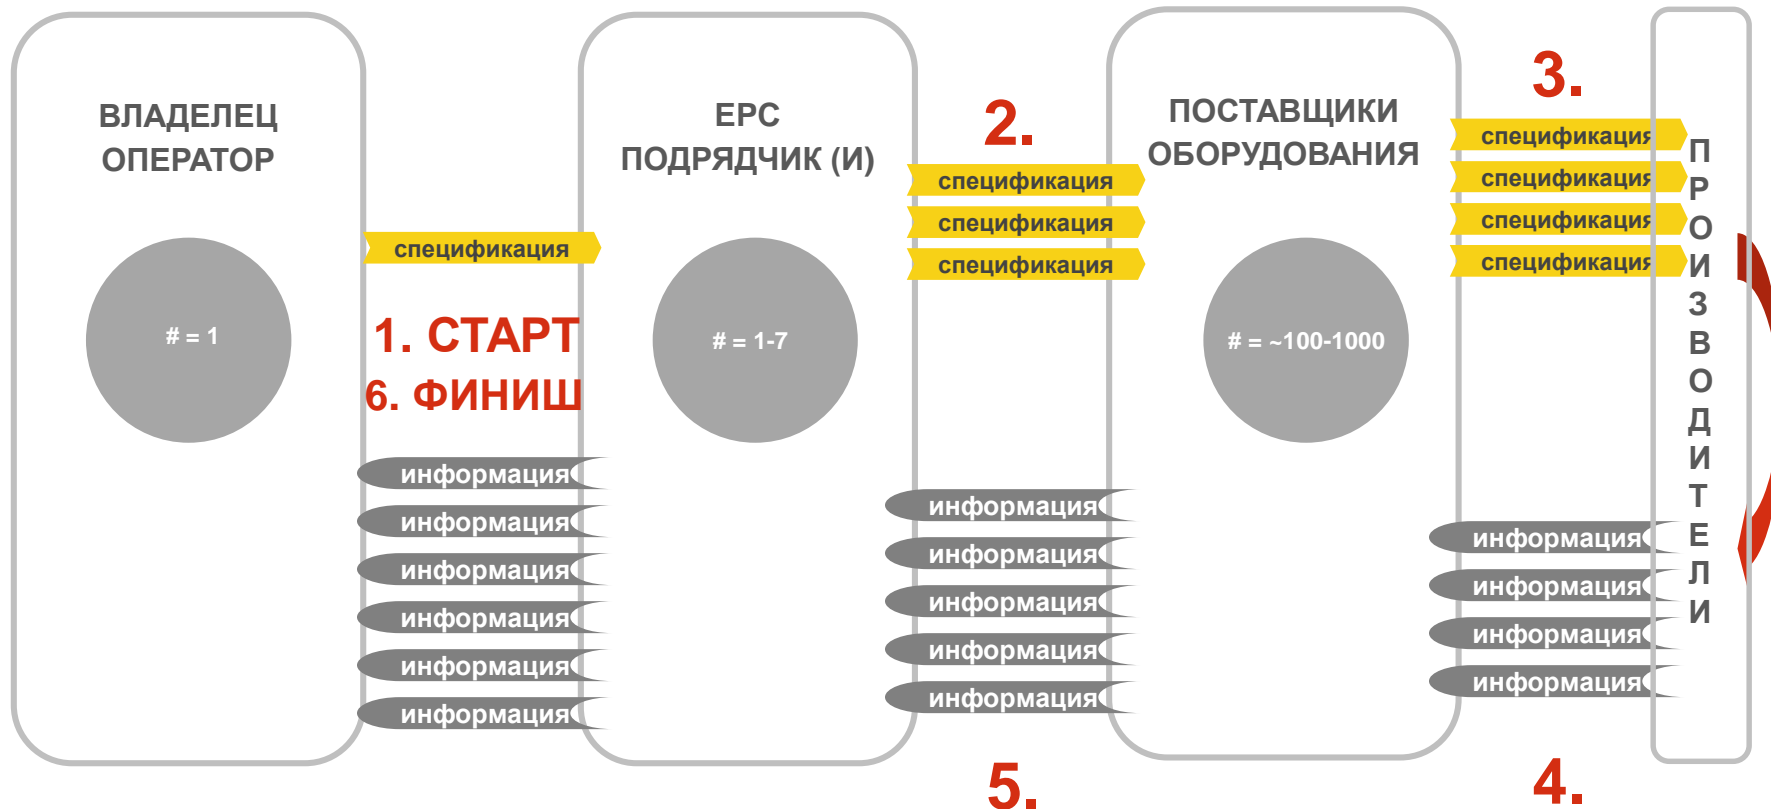 ВЛАДЕЛЕЦ
ОПЕРАТОР
# = 1
спецификация
1. СТАРТ
6. ФИНИШ
информация
информация
информация
информация
информация
информация
EPC
ПОДРЯДЧИК (И)
# = 1-7
2.
спецификация
спецификация
спецификация
информация
информация
информация
информация
информация
5.
ПОСТАВЩИКИ
ОБОРУДОВАНИЯ
# = ~100-1000
3.
спецификация
спецификация
спецификация
спецификация
информация
информация
информация
информация
4.
П
Р
О
И
З
В
О
Д
И
Т
Е
Л
И